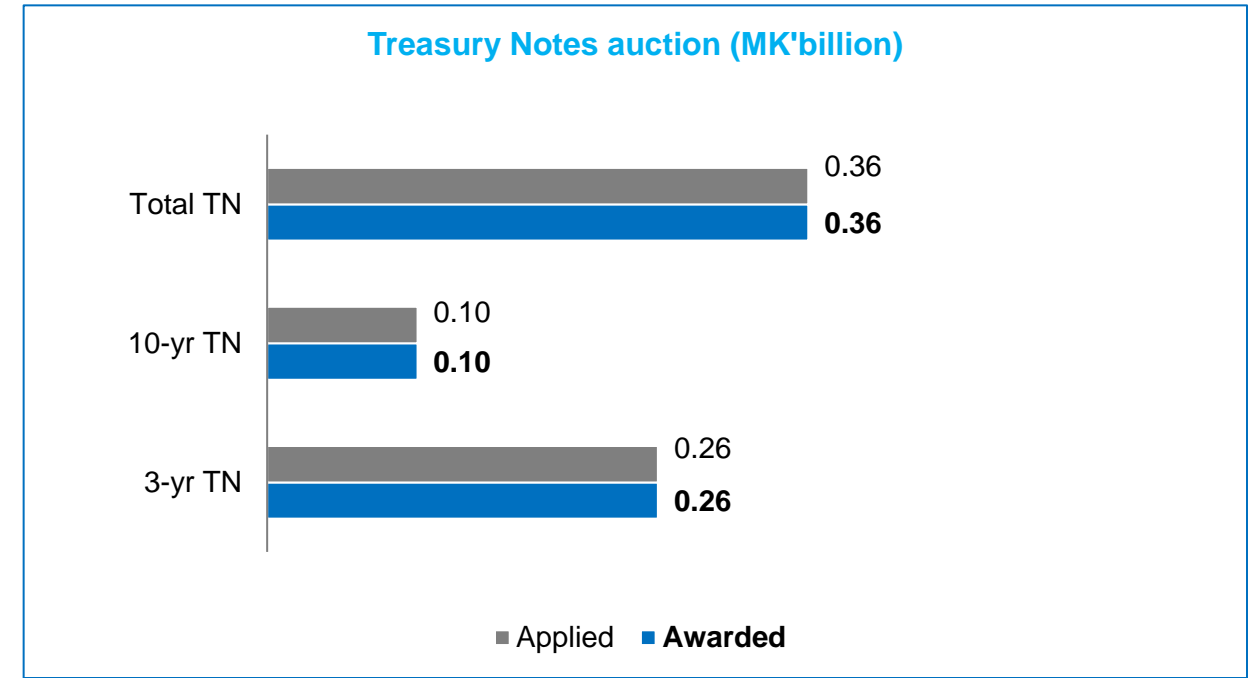 Treasury Notes auction (MK'billion)
Total TN
0.36
0.36
10-yr TN
0.10
0.10
3-yr TN
0.26
0.26
Applied Awarded